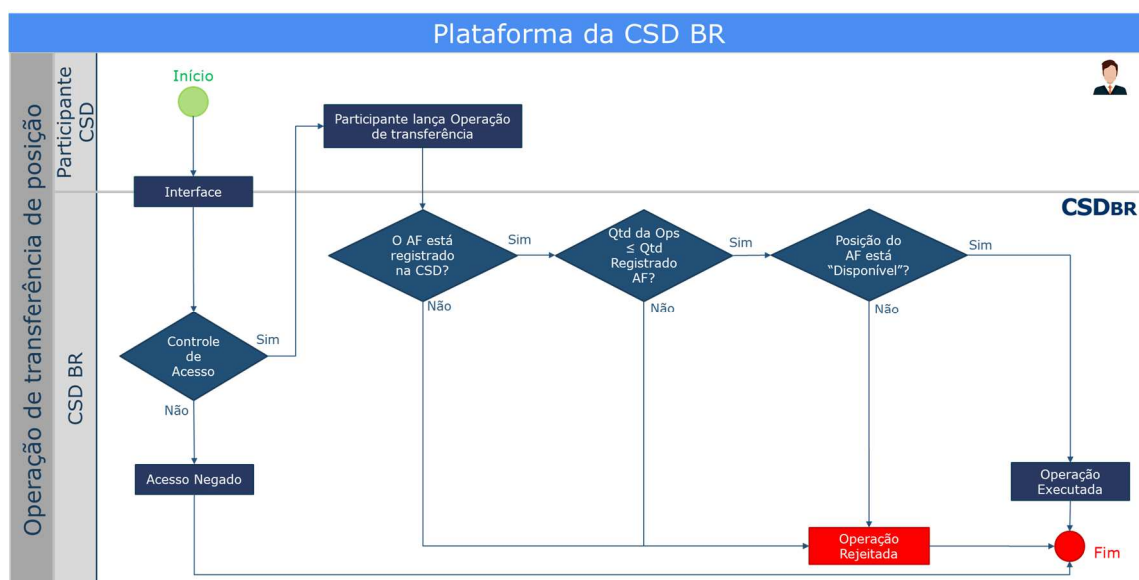 Plataforma da CSD BR
Operação de transferência de posição
Participante
CSD
CSD BR
Início
Participante lança Operação
de transferência
Interface
CSDBR
O AF está
registrado
na CSD?
Sim
Não
Qtd da Ops
≤ Qtd
Registrado
AF?
Sim
Não
Posição do
AF está
“Disponível”?
Sim
Não
Controle
de
Acesso
Sim
Não
Acesso Negado
Operação
Executada
Operação
Rejeitada
Fim